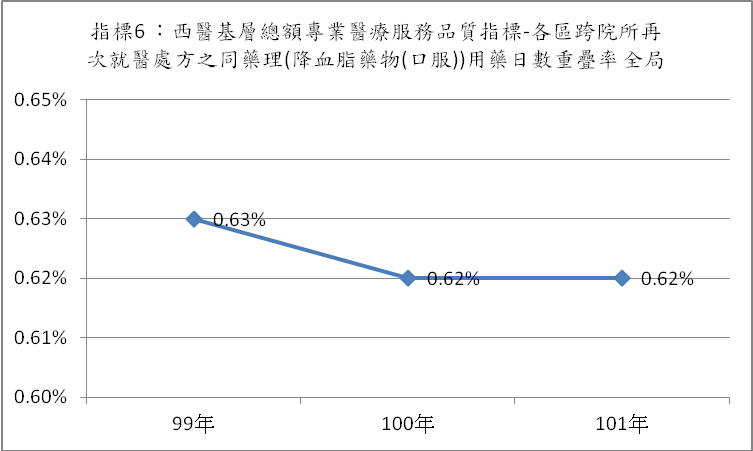 指標6：西醫基層總額專業醫療服務品質指標-各區跨院所再
次就醫處方之同藥理(降血脂藥物(口服))用藥日數重疊率 全局
0.65%
0.64%
0.63%
0.62%
0.61%
0.60%
0.63%
0.62%
0.62%
99年
100年
101年